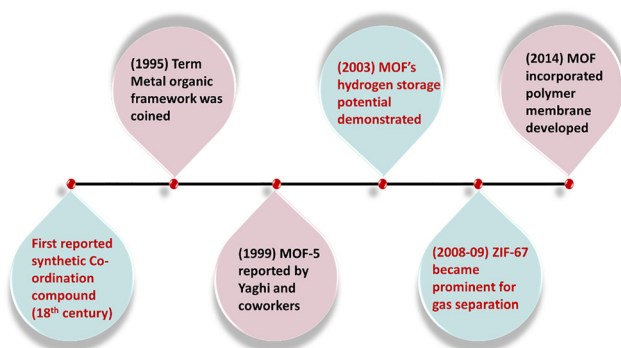 First reported
synthetic Co-
ordination
compound
(18th century)
(1995) Term
Metal organic
framework was
coined
(1999) MOF-5
reported by
Yaghi and
coworkers
(2003) MOF's
hydrogen storage
potential
demonstrated
(2008-09) ZIF-67
became
prominent for
gas separation
(2014) MOF
incorporated
polymer
membrane
developed